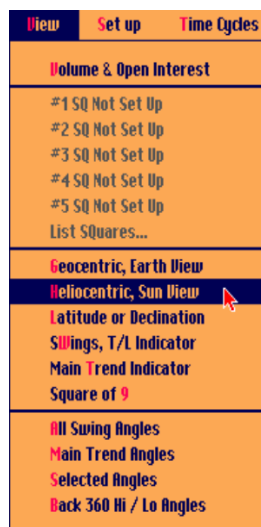 View Set up Time Cycles
Volume & Open Interest
#1 SQ Not Set Up
#2 SQ Not Set Up
#3 SQ Not Set Up
#4 SQ Not Set Up
#5 SQ Not Set Up
List SQuares...
Geocentric, Earth View
Heliocentric, Sun View
Latitude or Declination
SWings, T/L Indicator
Main Trend Indicator
Square of 9
All Swing Angles
Main Trend Angles
Selected Angles
Back 360 Hi / Lo Angles